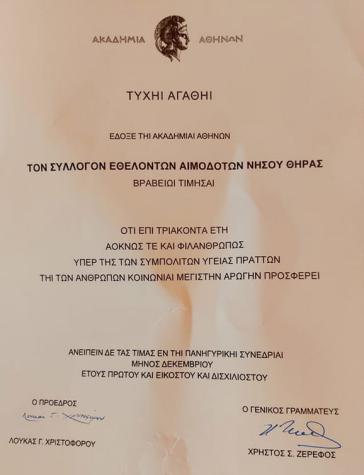 ΑΚΑΔΗΜΙΑ ΑΘΗΝΩΝ
ΤΥΧΗΙ ΑΓΑΘΗΙ
ΕΔΟΞΕ ΤΗΙ ΑΚΑΔΗΜΙΑΙ ΑΘΗΝΩΝ
ΤΟΝ ΣΥΛΛΟΓΟΝ ΕΘΕΛΟΝΤΩΝ ΑΙΜΟΔΟΤΩΝ ΝΗΣΟΥ ΘΗΡΑΣ
ΒΡΑΒΕΙΩΙ ΤΙΜΗΣΑΙ
ΟΤΙ ΕΠΙ ΤΡΙΑΚΟΝΤΑ ΕΤΗ
ΑΟΚΝΩΣ ΤΕ ΚΑΙ ΦΙΛΑΝΘΡΩΠΩΣ
ΥΠΕΡ ΤΗΣ ΤΩΝ ΣΥΜΠΟΛΙΤΩΝ ΥΓΕΙΑΣ ΠΡΑΤΤΩΝ
ΤΗΙ ΤΩΝ ΑΝΘΡΩΠΩΝ ΚΟΙΝΩΝΙΑΙ ΜΕΓΙΣΤΗΝ ΑΡΩΓΗΝ ΠΡΟΣΦΕΡΕΙ
ΑΝΕΙΠΕΙΝ ΔΕ ΤΑΣ ΤΙΜΑΣ ΕΝ ΤΗΙ ΠΑΝΗΓΥΡΙΚΗΙ ΣΥΝΕΔΡΙΑΙ
ΜΗΝΟΣ ΔΕΚΕΜΒΡΙΟΥ
ΕΤΟΥΣ ΠΡΩΤΟΥ ΚΑΙ ΕΙΚΟΣΤΟΥ ΚΑΙ ΔΙΣΧΙΛΙΟΣΤΟΥ
Ο ΠΡΟΕΔΡΟΣ
ΛΟΥΚΑΣ Γ. ΧΡΙΣΤΟΦΟΡΟΥ
Ο ΓΕΝΙΚΟΣ ΓΡΑΜΜΑΤΕΥΣ
ΧΡΗΣΤΟΣ Σ. ΖΕΡΕΦΟΣ